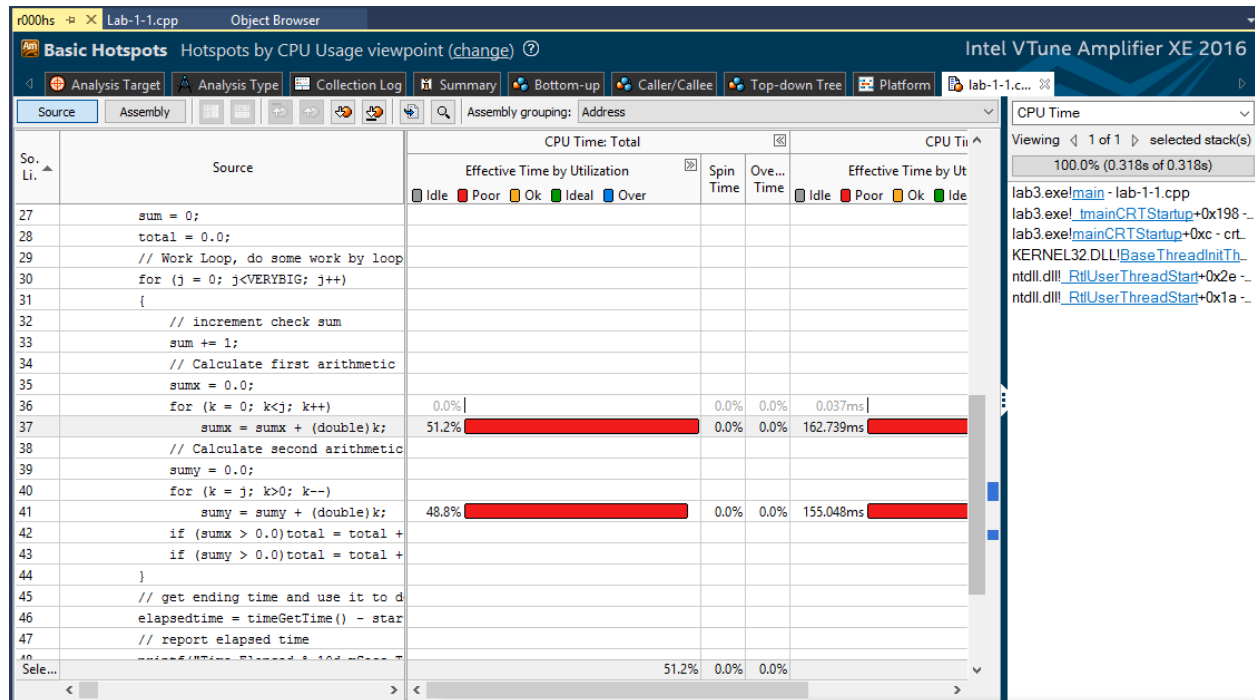 r000hs Lab-1-1.cpp Object Browser
Basic Hotspots Hotspots by CPU Usage viewpoint (change) Intel VTune Amplifier XE 2016
Analysis Target Analysis Type Collection Log Summary Bottom-up Caller/Callee Top-down Tree Platform lab-1-1.c...
Source Assembly Assembly grouping: Address
CPU Time
Viewing 1 of 1 selected stack(s)
100.0% (0.318s of 0.318s)
lab3.exe!main - lab-1-1.cpp
lab3.exe!_tmainCRTStartup+0x198 -...
lab3.exe!mainCRTStartup+0xc - crt...
KERNEL32.DLL!BaseThreadInitTh...
ntdll.dll!_RtlUserThreadStart+0x2e -...
ntdll.dll!_RtlUserThreadStart+0x1a -...
So. Li. Source
CPU Time: Total CPU Ti
Effective Time by Utilization Spin Time Ove... Time Effective Time by Ut
Idle Poor Ok Ideal Over Idle Poor Ok Ide
27 sum = 0;
28 total = 0.0;
29 // Work Loop, do some work by loop
30 for (j = 0; j<VERYBIG; j++)
31 {
32 // increment check sum
33 sum += 1;
34 // Calculate first arithmetic
35 sumx = 0.0;
36 for (k = 0; k<j; k++) 0.0% 0.0% 0.0% 0.037ms
37 sumx = sumx + (double)k; 51.2% 0.0% 0.0% 162.739ms
38 // Calculate second arithmetic
39 sumy = 0.0;
40 for (k = j; k>0; k--)
41 sumy = sumy + (double)k; 48.8% 0.0% 0.0% 155.048ms
42 if (sumx > 0.0)total = total +
43 if (sumy > 0.0)total = total +
44 }
45 // get ending time and use it to d
46 elapsedtime = timeGetTime() - star
47 // report elapsed time
Sele... 51.2% 0.0% 0.0%